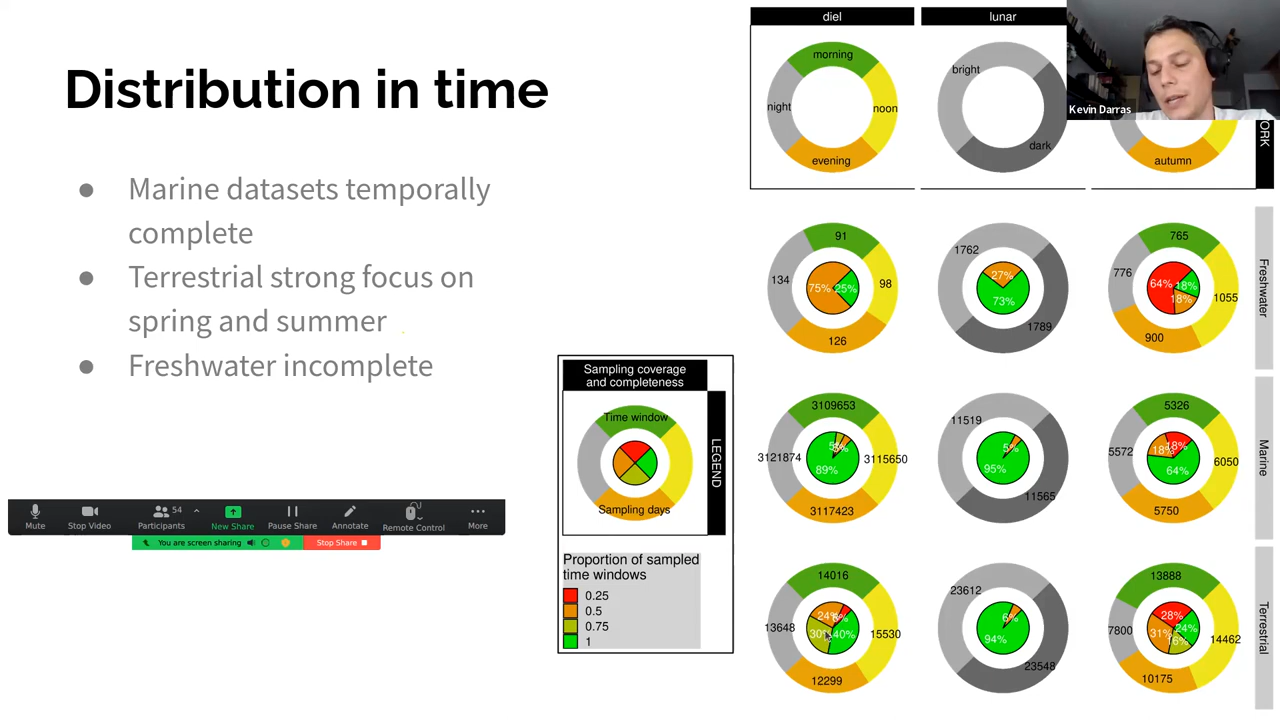 Distribution in time
● Marine datasets temporally
complete
● Terrestrial strong focus on
spring and summer
● Freshwater incomplete
Mute
Stop Video
Participants
54
New Share
Pause Share
Annotate
Remote Control
More
You are screen sharing
Stop Share
Sampling coverage
and completeness
Time window
Sampling days
LEGEND
Proportion of sampled
time windows
0.25
0.5
0.75
1
diel
lunar
Kevin Darras
morning
night
noon
evening
bright
dark
autumn
91
134
98
126
75%
25%
1762
1789
27%
73%
765
776
1055
900
64%
18%
18%
Freshwater
3109653
3121874
3115650
3117423
89%
5%
5%
11519
11565
5%
95%
5326
5572
6050
5750
18%
18%
64%
Marine
14016
13648
15530
12299
24%
30%
40%
23612
23548
6%
94%
13888
7800
14462
10175
28%
24%
31%
16%
Terrestrial